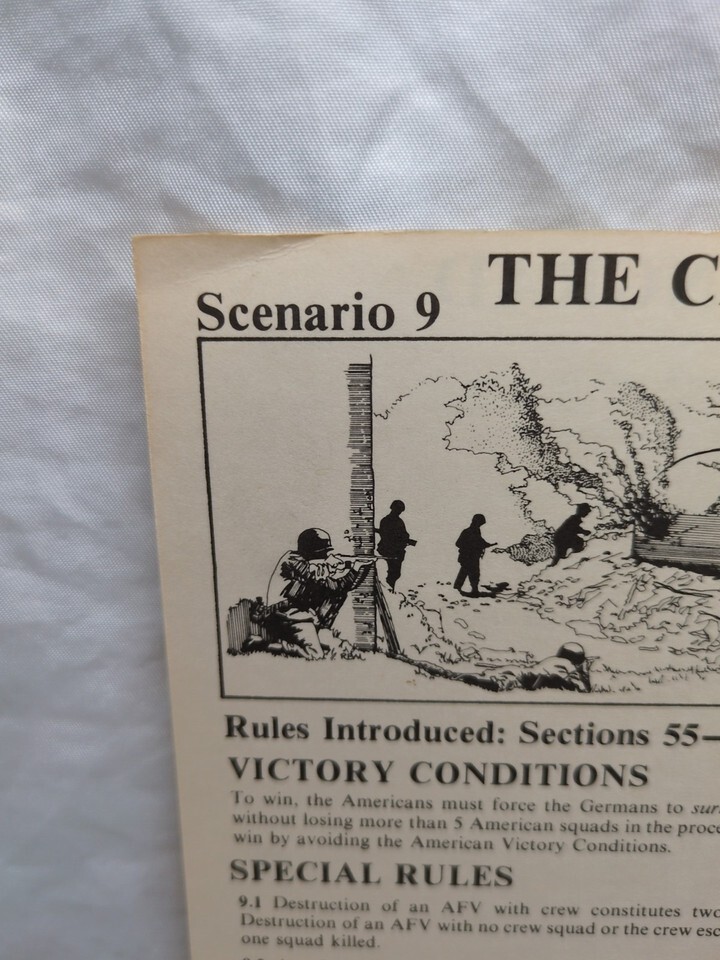 THE C
Scenario 9
Rules Introduced: Sections 55–
VICTORY CONDITIONS
To win, the Americans must force the Germans to sur
without losing more than 5 American squads in the proce
win by avoiding the American Victory Conditions.
SPECIAL RULES
9.1 Destruction of an AFV with crew constitutes two
Destruction of an AFV with no crew squad or the crew esc
one squad killed.